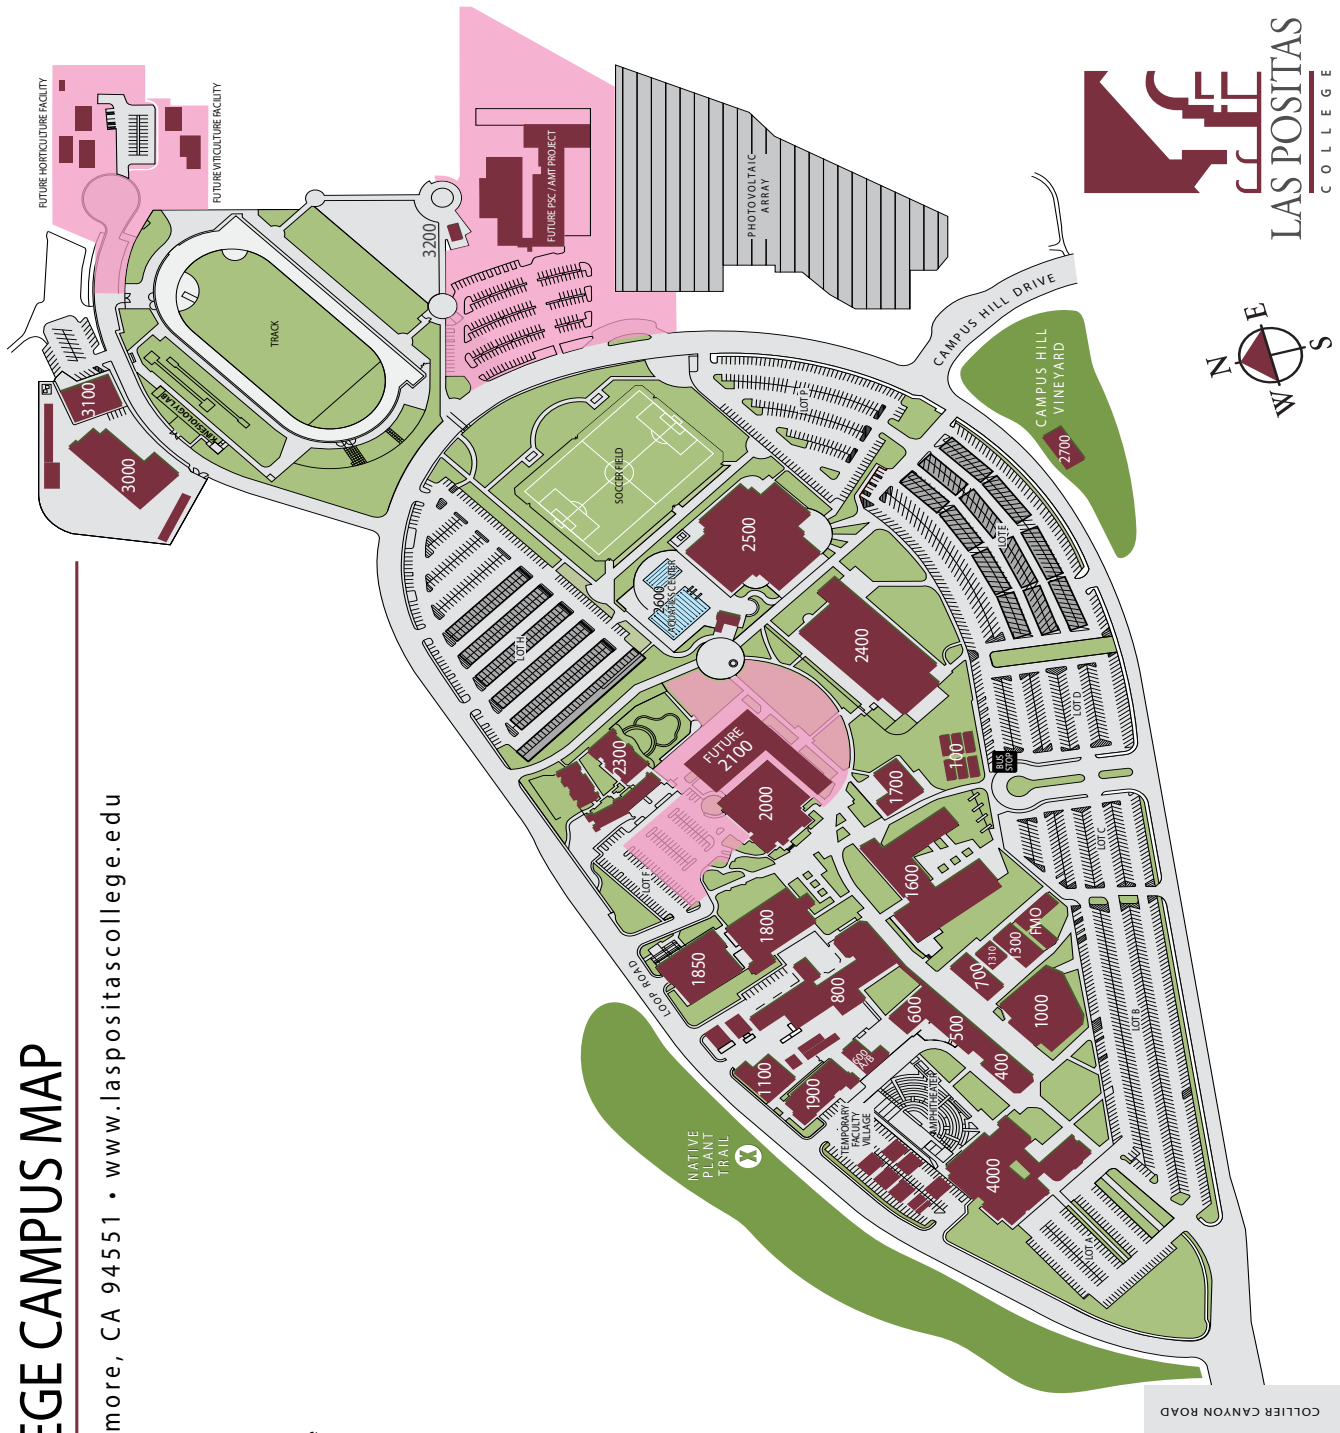 EGE CAMPUS MAP
more, CA 94551 • www.laspositascollege.edu
LAS POSITAS
COLLEGE
N
E
S
W
FUTURE HORTICULTURE FACILITY
FUTURE VITICULTURE FACILITY
FUTURE PSC / AMT PROJECT
PHOTOVOLTAIC
ARRAY
3200
3100
3000
KINESIOLOGY LAB
TRACK
SOCCER FIELD
CAMPUS HILL DRIVE
CAMPUS HILL
VINEYARD
2700
LOT P
LOT E
LOT H
2500
2600
AQUATICS CENTER
2400
LOT D
BUS
STOP
100
1700
FUTURE
2100
2000
2300
LOT F
LOT C
1600
1800
1850
LOOP ROAD
FMO
1300
1310
700
1000
LOT B
800
600
500
400
600
A/B
1100
1900
AMPHITHEATER
TEMPORARY
FACULTY
VILLAGE
NATIVE
PLANT
TRAIL
4000
LOT A
COLLIER CANYON ROAD